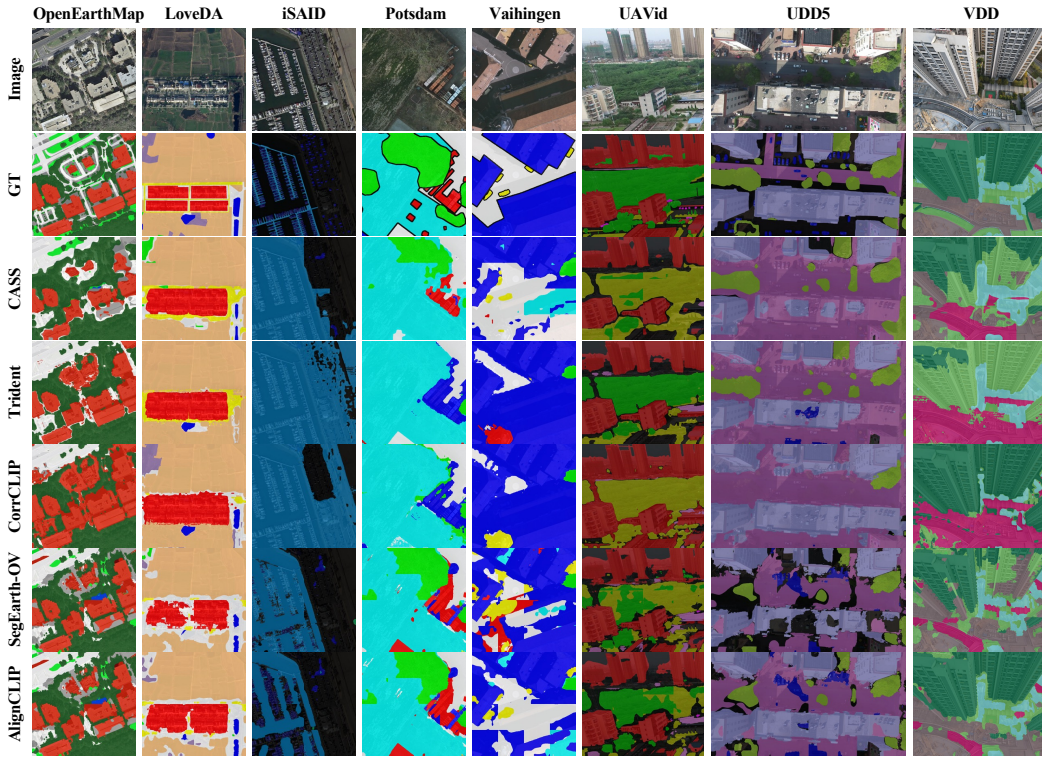 OpenEarthMap LoveDA iSAID Potsdam Vaihingen UAVid UDD5 VDD
Image
GT
CASS
Trident
CorrCLIP
SegEarth-OV
AlignCLIP